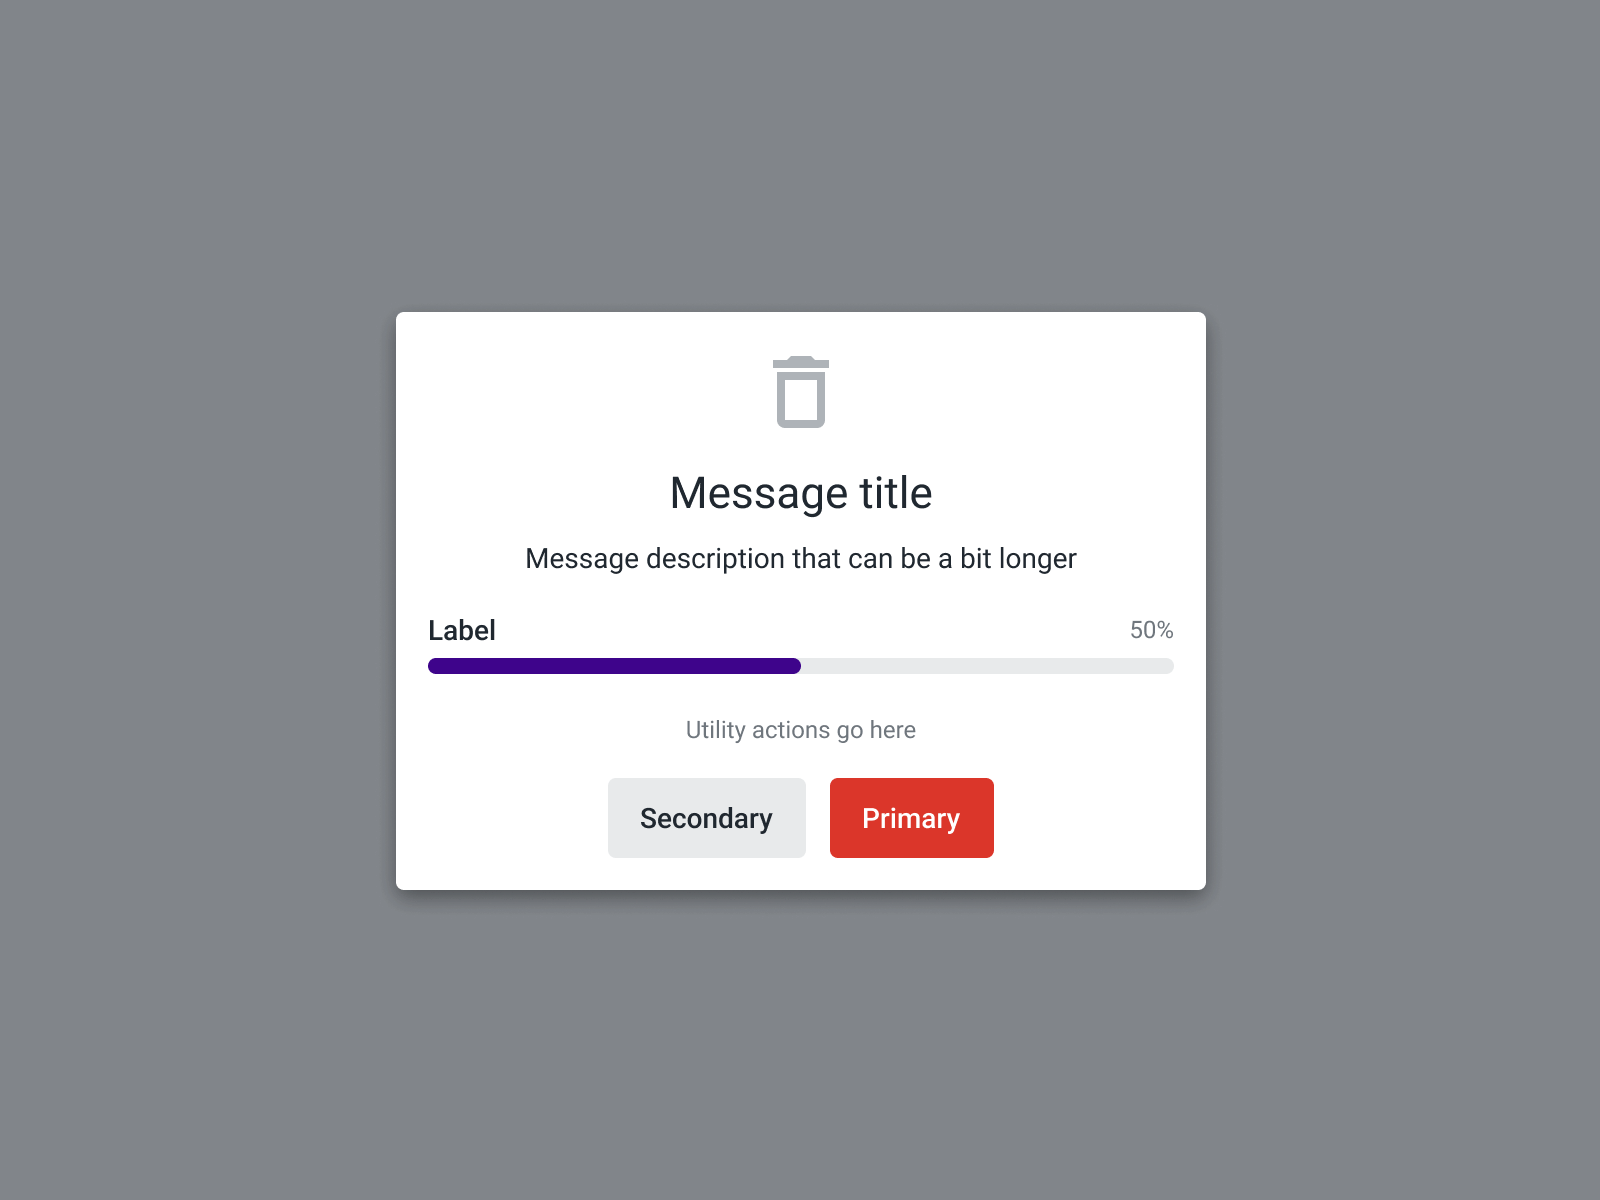 Message title
Message description that can be a bit longer
Label 50%
Utility actions go here
Secondary Primary